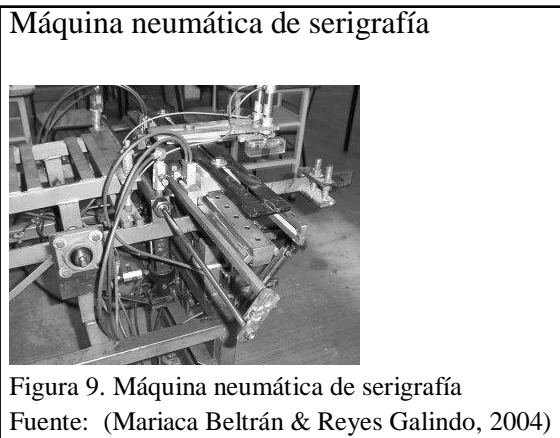 Máquina neumática de serigrafía
Figura 9. Máquina neumática de serigrafía
Fuente: (Mariaca Beltrán & Reyes Galindo, 2004)